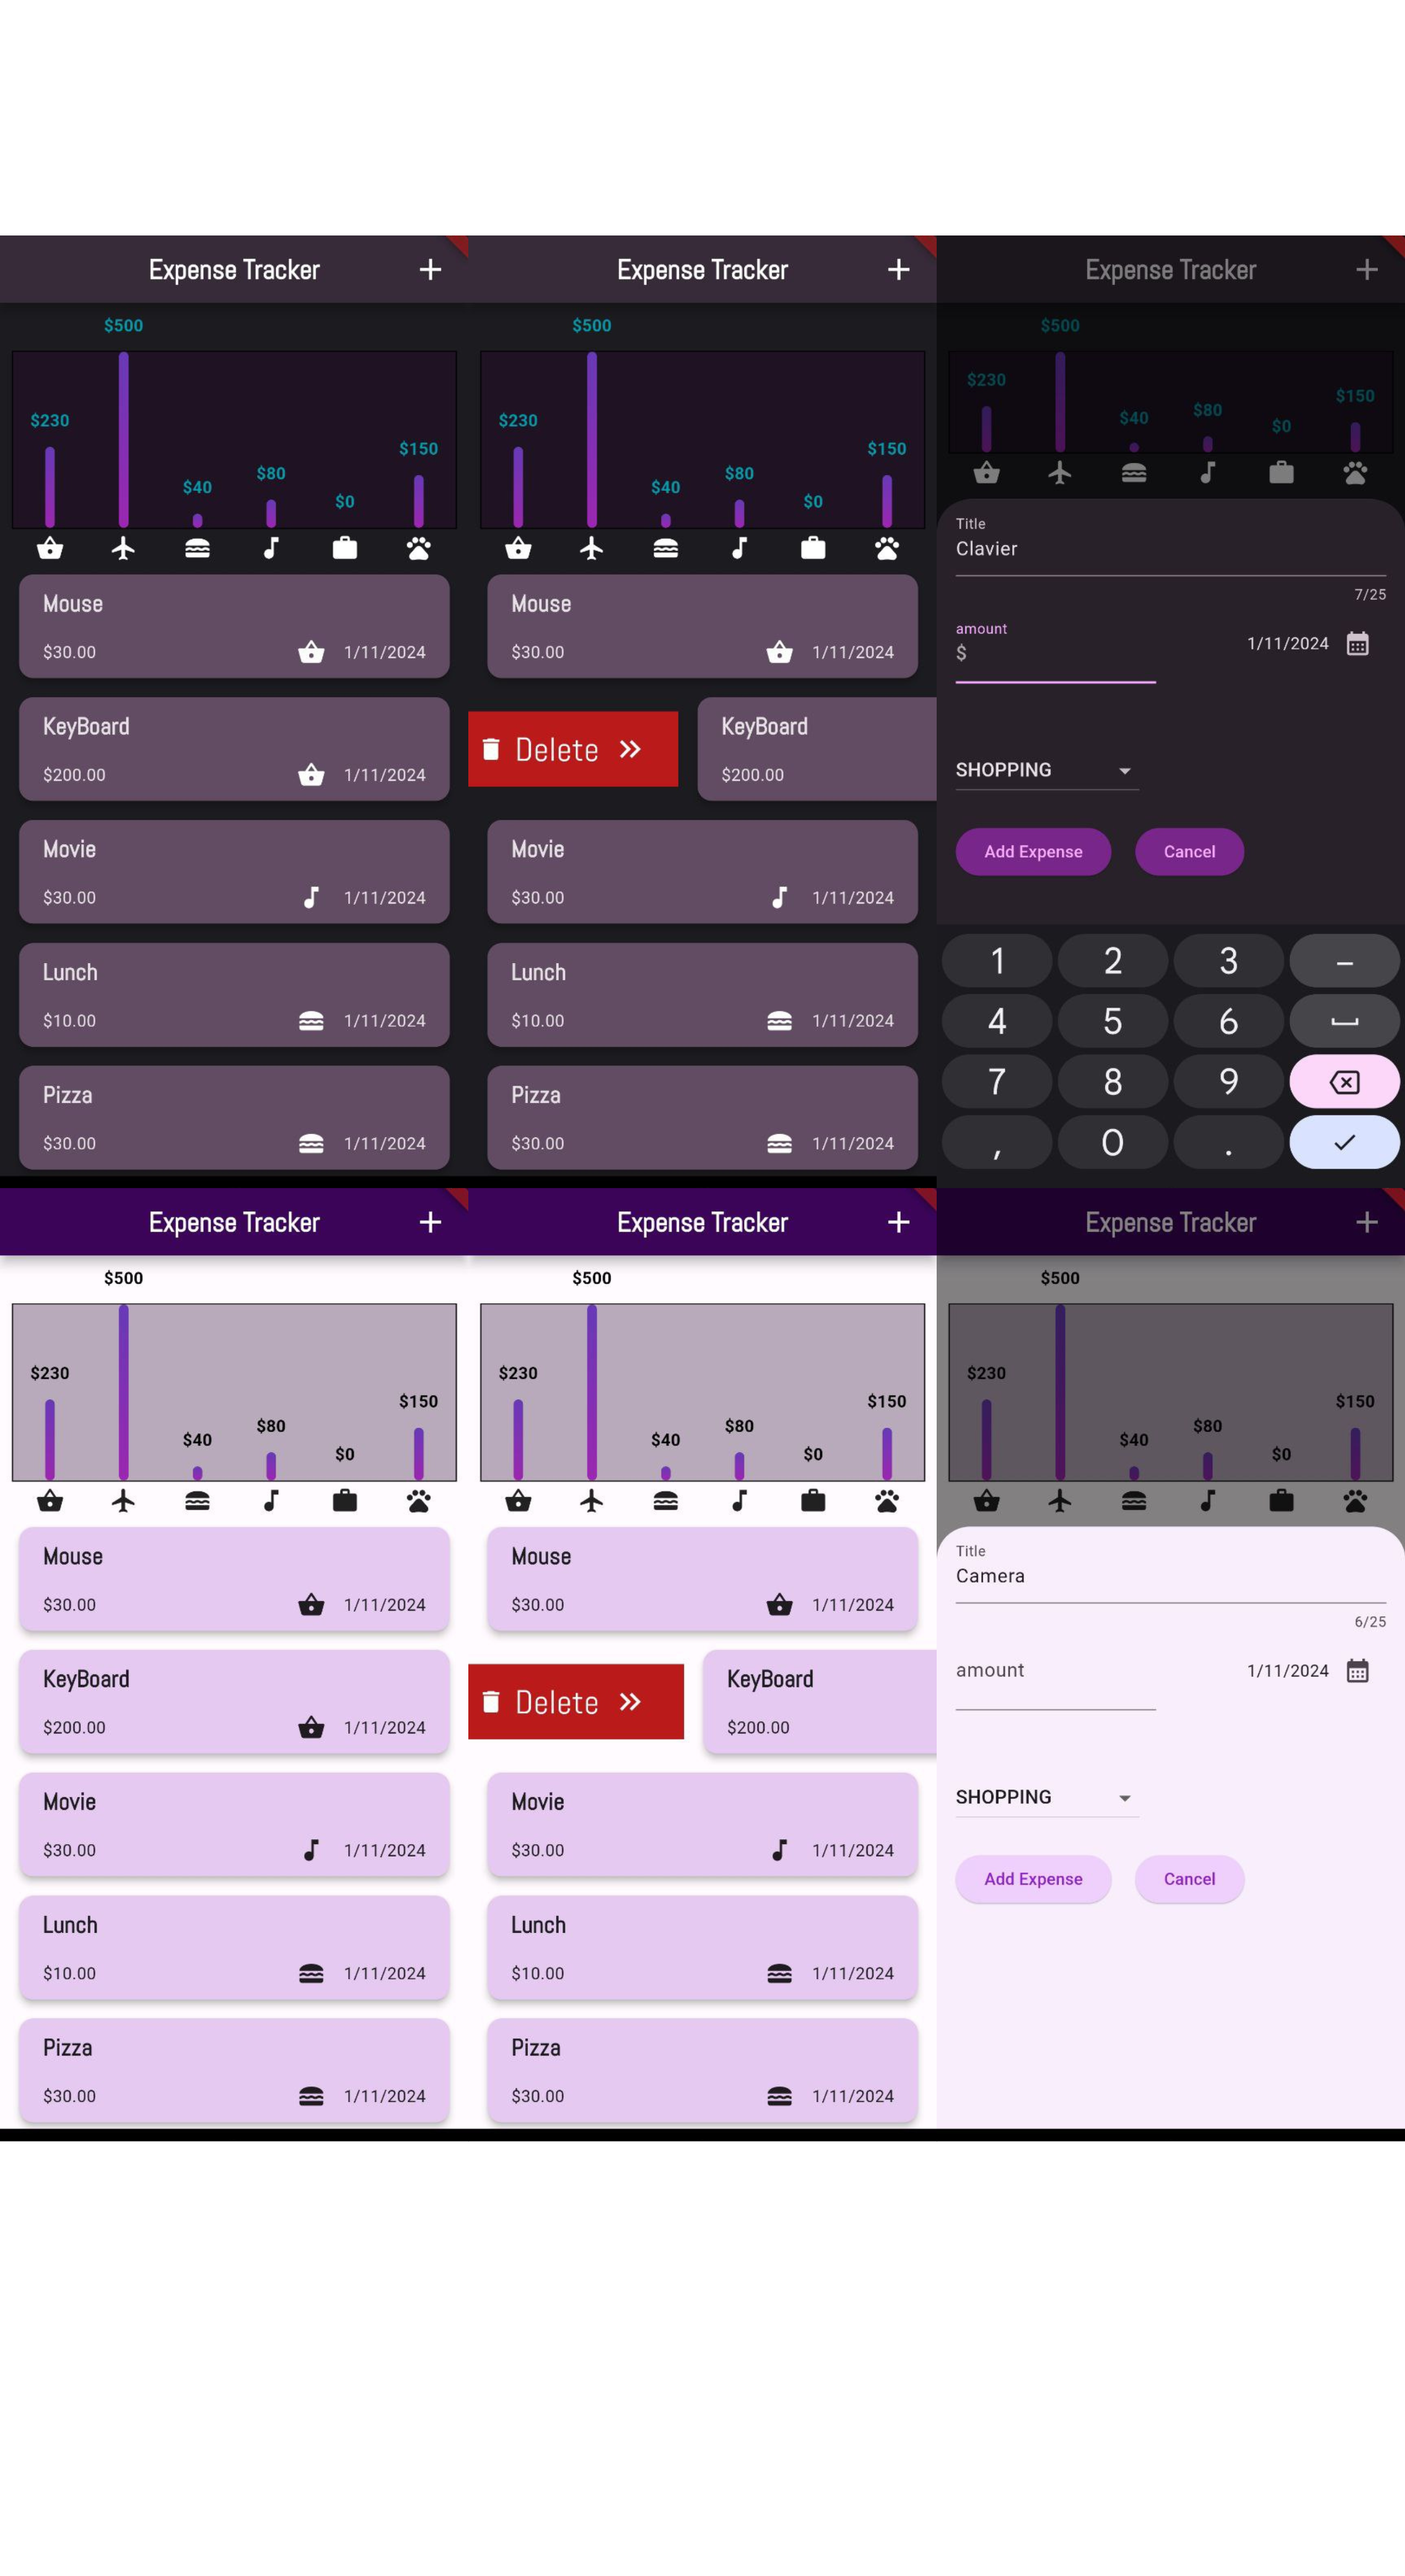 Expense Tracker
$500
$230
$40
$80
$0
$150
Mouse
$30.00 1/11/2024
KeyBoard
$200.00 1/11/2024
Movie
$30.00 1/11/2024
Lunch
$10.00 1/11/2024
Pizza
$30.00 1/11/2024
Expense Tracker
$500
$230
$40
$80
$0
$150
Mouse
$30.00 1/11/2024
Delete
KeyBoard
$200.00
Movie
$30.00 1/11/2024
Lunch
$10.00 1/11/2024
Pizza
$30.00 1/11/2024
Expense Tracker
$500
$230
$40
$80
$0
$150
Title
Clavier
7/25
amount
$
1/11/2024
SHOPPING
Add Expense Cancel
1 2 3 –
4 5 6
7 8 9
, 0 .
Expense Tracker
$500
$230
$40
$80
$0
$150
Mouse
$30.00 1/11/2024
KeyBoard
$200.00 1/11/2024
Movie
$30.00 1/11/2024
Lunch
$10.00 1/11/2024
Pizza
$30.00 1/11/2024
Expense Tracker
$500
$230
$40
$80
$0
$150
Mouse
$30.00 1/11/2024
Delete
KeyBoard
$200.00
Movie
$30.00 1/11/2024
Lunch
$10.00 1/11/2024
Pizza
$30.00 1/11/2024
Expense Tracker
$500
$230
$40
$80
$0
$150
Title
Camera
6/25
amount 1/11/2024
SHOPPING
Add Expense Cancel